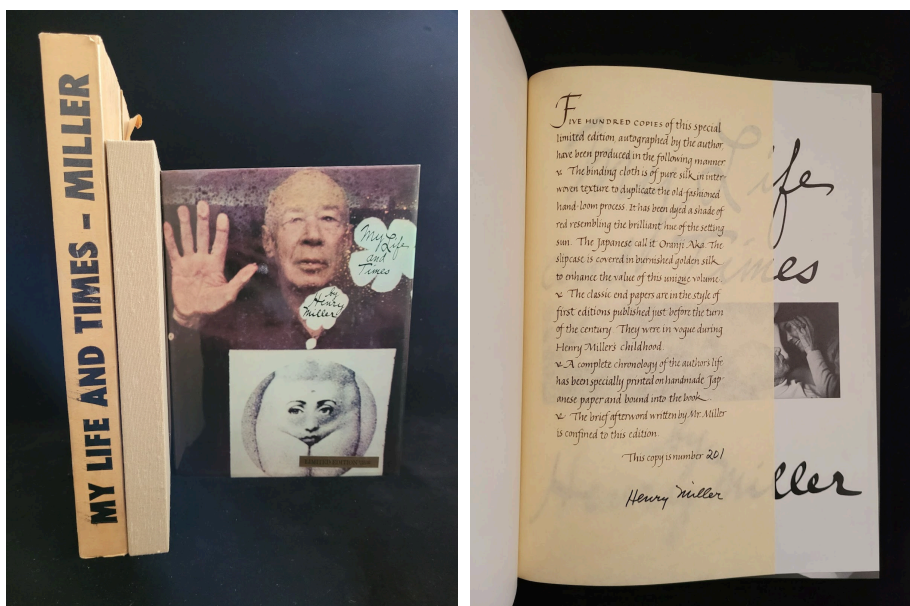 MY LIFE AND TIMES - MILLER
My
Life
and
Times
by
Henry
Miller
FIVE HUNDRED COPIES of this special
limited edition, autographed by the author
have been produced in the following manner
The binding cloth is of pure silk in inter-
woven texture to duplicate the old-fashioned
hand-loom process. It has been dyed a shade of
red resembling the brilliant hue of the setting
sun. The Japanese call it Oranji Aka. The
slipcase is covered in burnished golden silk
to enhance the value of this unique volume
The classic end papers are in the style of
first editions published just before the turn
of the century They were in vogue during
Henry Miller's childhood.
A complete chronology of the author's life
has been specially printed on handmade Jap-
anese paper and bound into the book
The brief afterword written by Mr. Miller
is confined to this edition.
This copy is number 201
Henry Miller
ife
es
ller